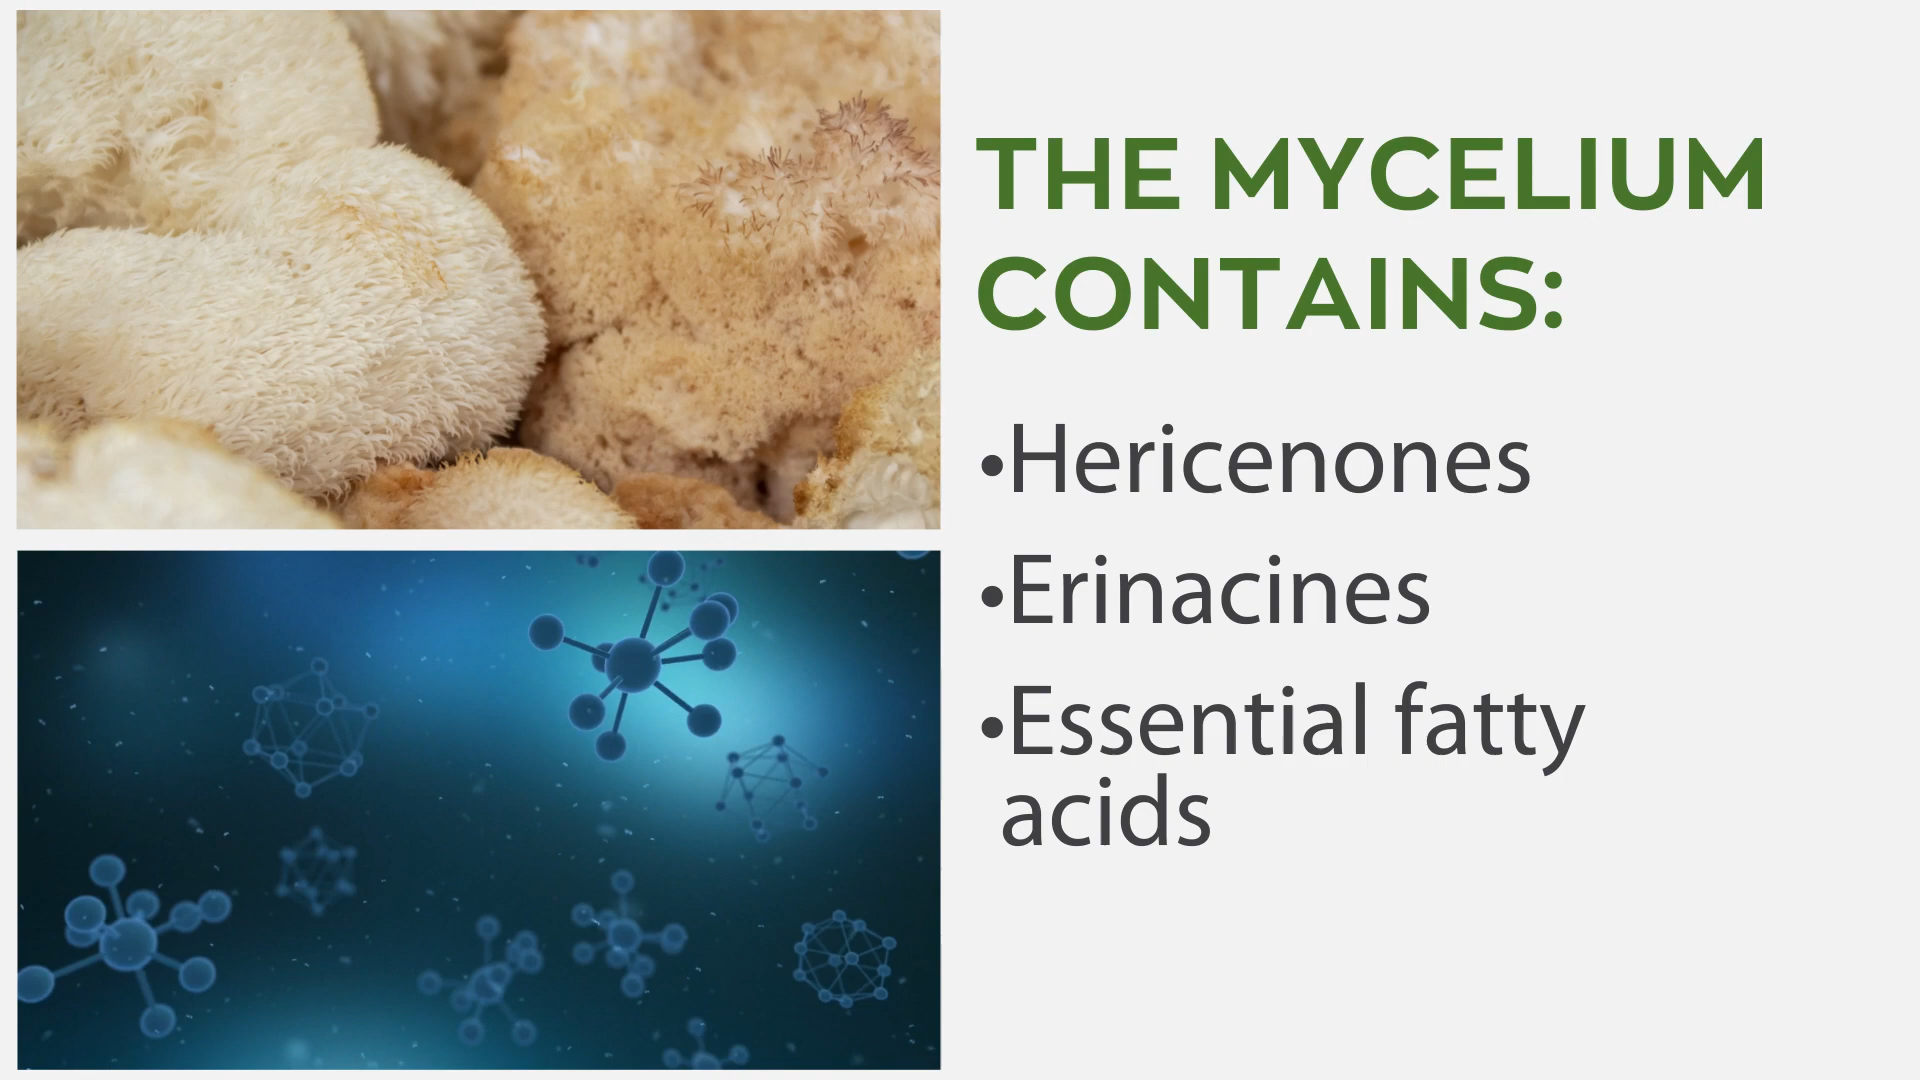 THE MYCELIUM
CONTAINS:
•Hericenones
•Erinacines
•Essential fatty
acids